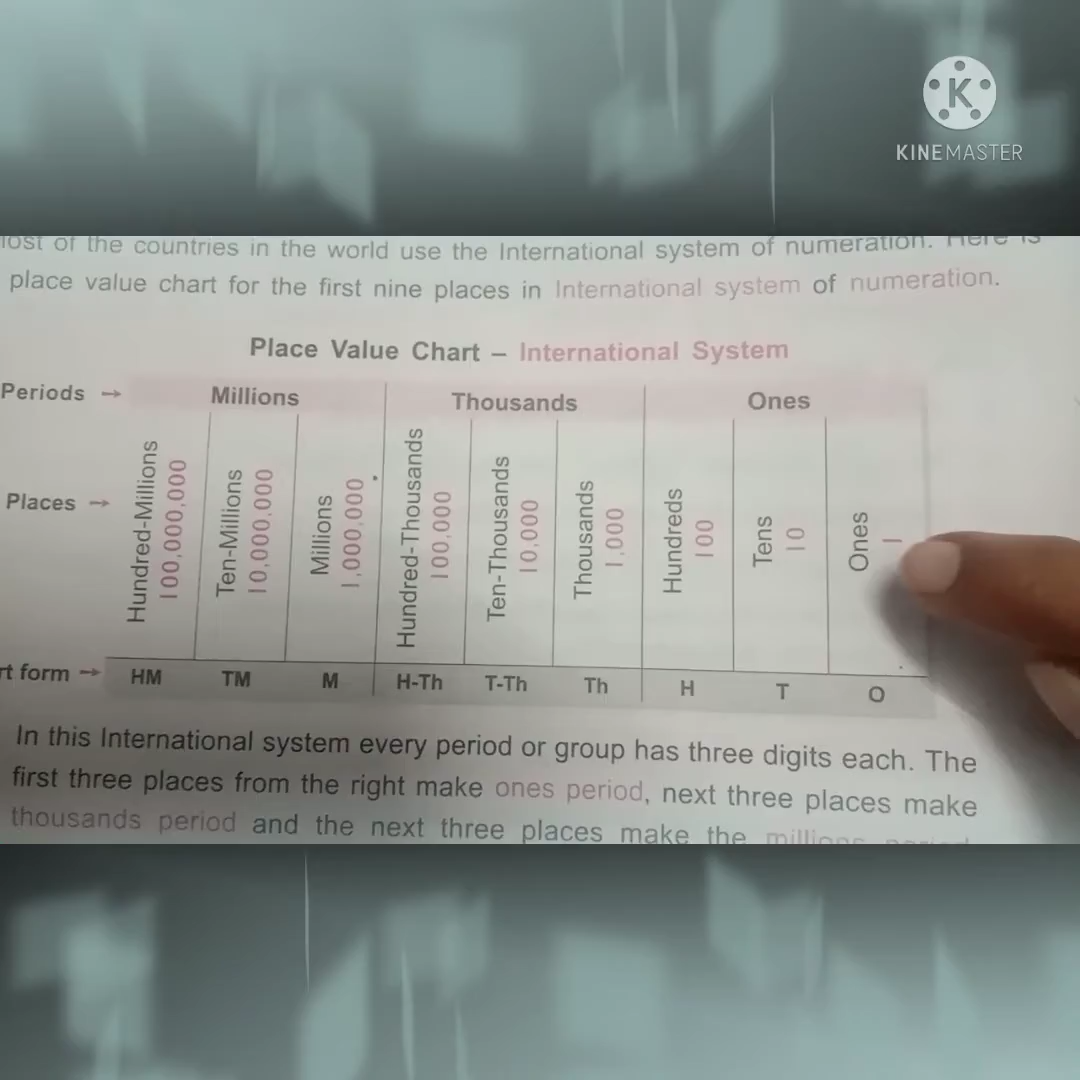 KINEMASTER
of the countries in the world use the International system of numeration. Here is
place value chart for the first nine places in International system of numeration.
Place Value Chart – International System
Periods → Millions Thousands Ones
Places → Hundred-Millions 100,000,000 Ten-Millions 10,000,000 Millions 1,000,000 Hundred-Thousands 100,000 Ten-Thousands 10,000 Thousands 1,000 Hundreds 100 Tens 10 Ones 1
rt form → HM TM M H-Th T-Th Th H T O
In this International system every period or group has three digits each. The
first three places from the right make ones period, next three places make
thousands period and the next three places make the millions period.